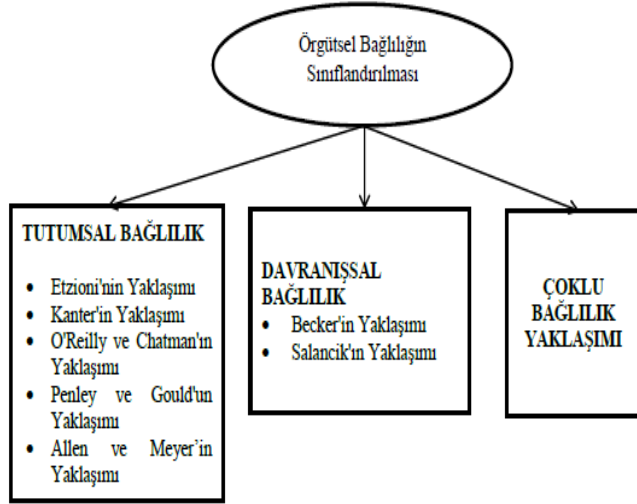 Örgütsel Bağlılığın
Sınıflandırılması
TUTUMSAL BAĞLILIK
• Etzioni'nin Yaklaşımı
• Kanter'in Yaklaşımı
• O'Reilly ve Chatman'ın
Yaklaşımı
• Penley ve Gould'un
Yaklaşımı
• Allen ve Meyer’in
Yaklaşımı
DAVRANIŞSAL
BAĞLILIK
• Becker'in Yaklaşımı
• Salancik'ın Yaklaşımı
ÇOKLU
BAĞLILIK
YAKLAŞIMI